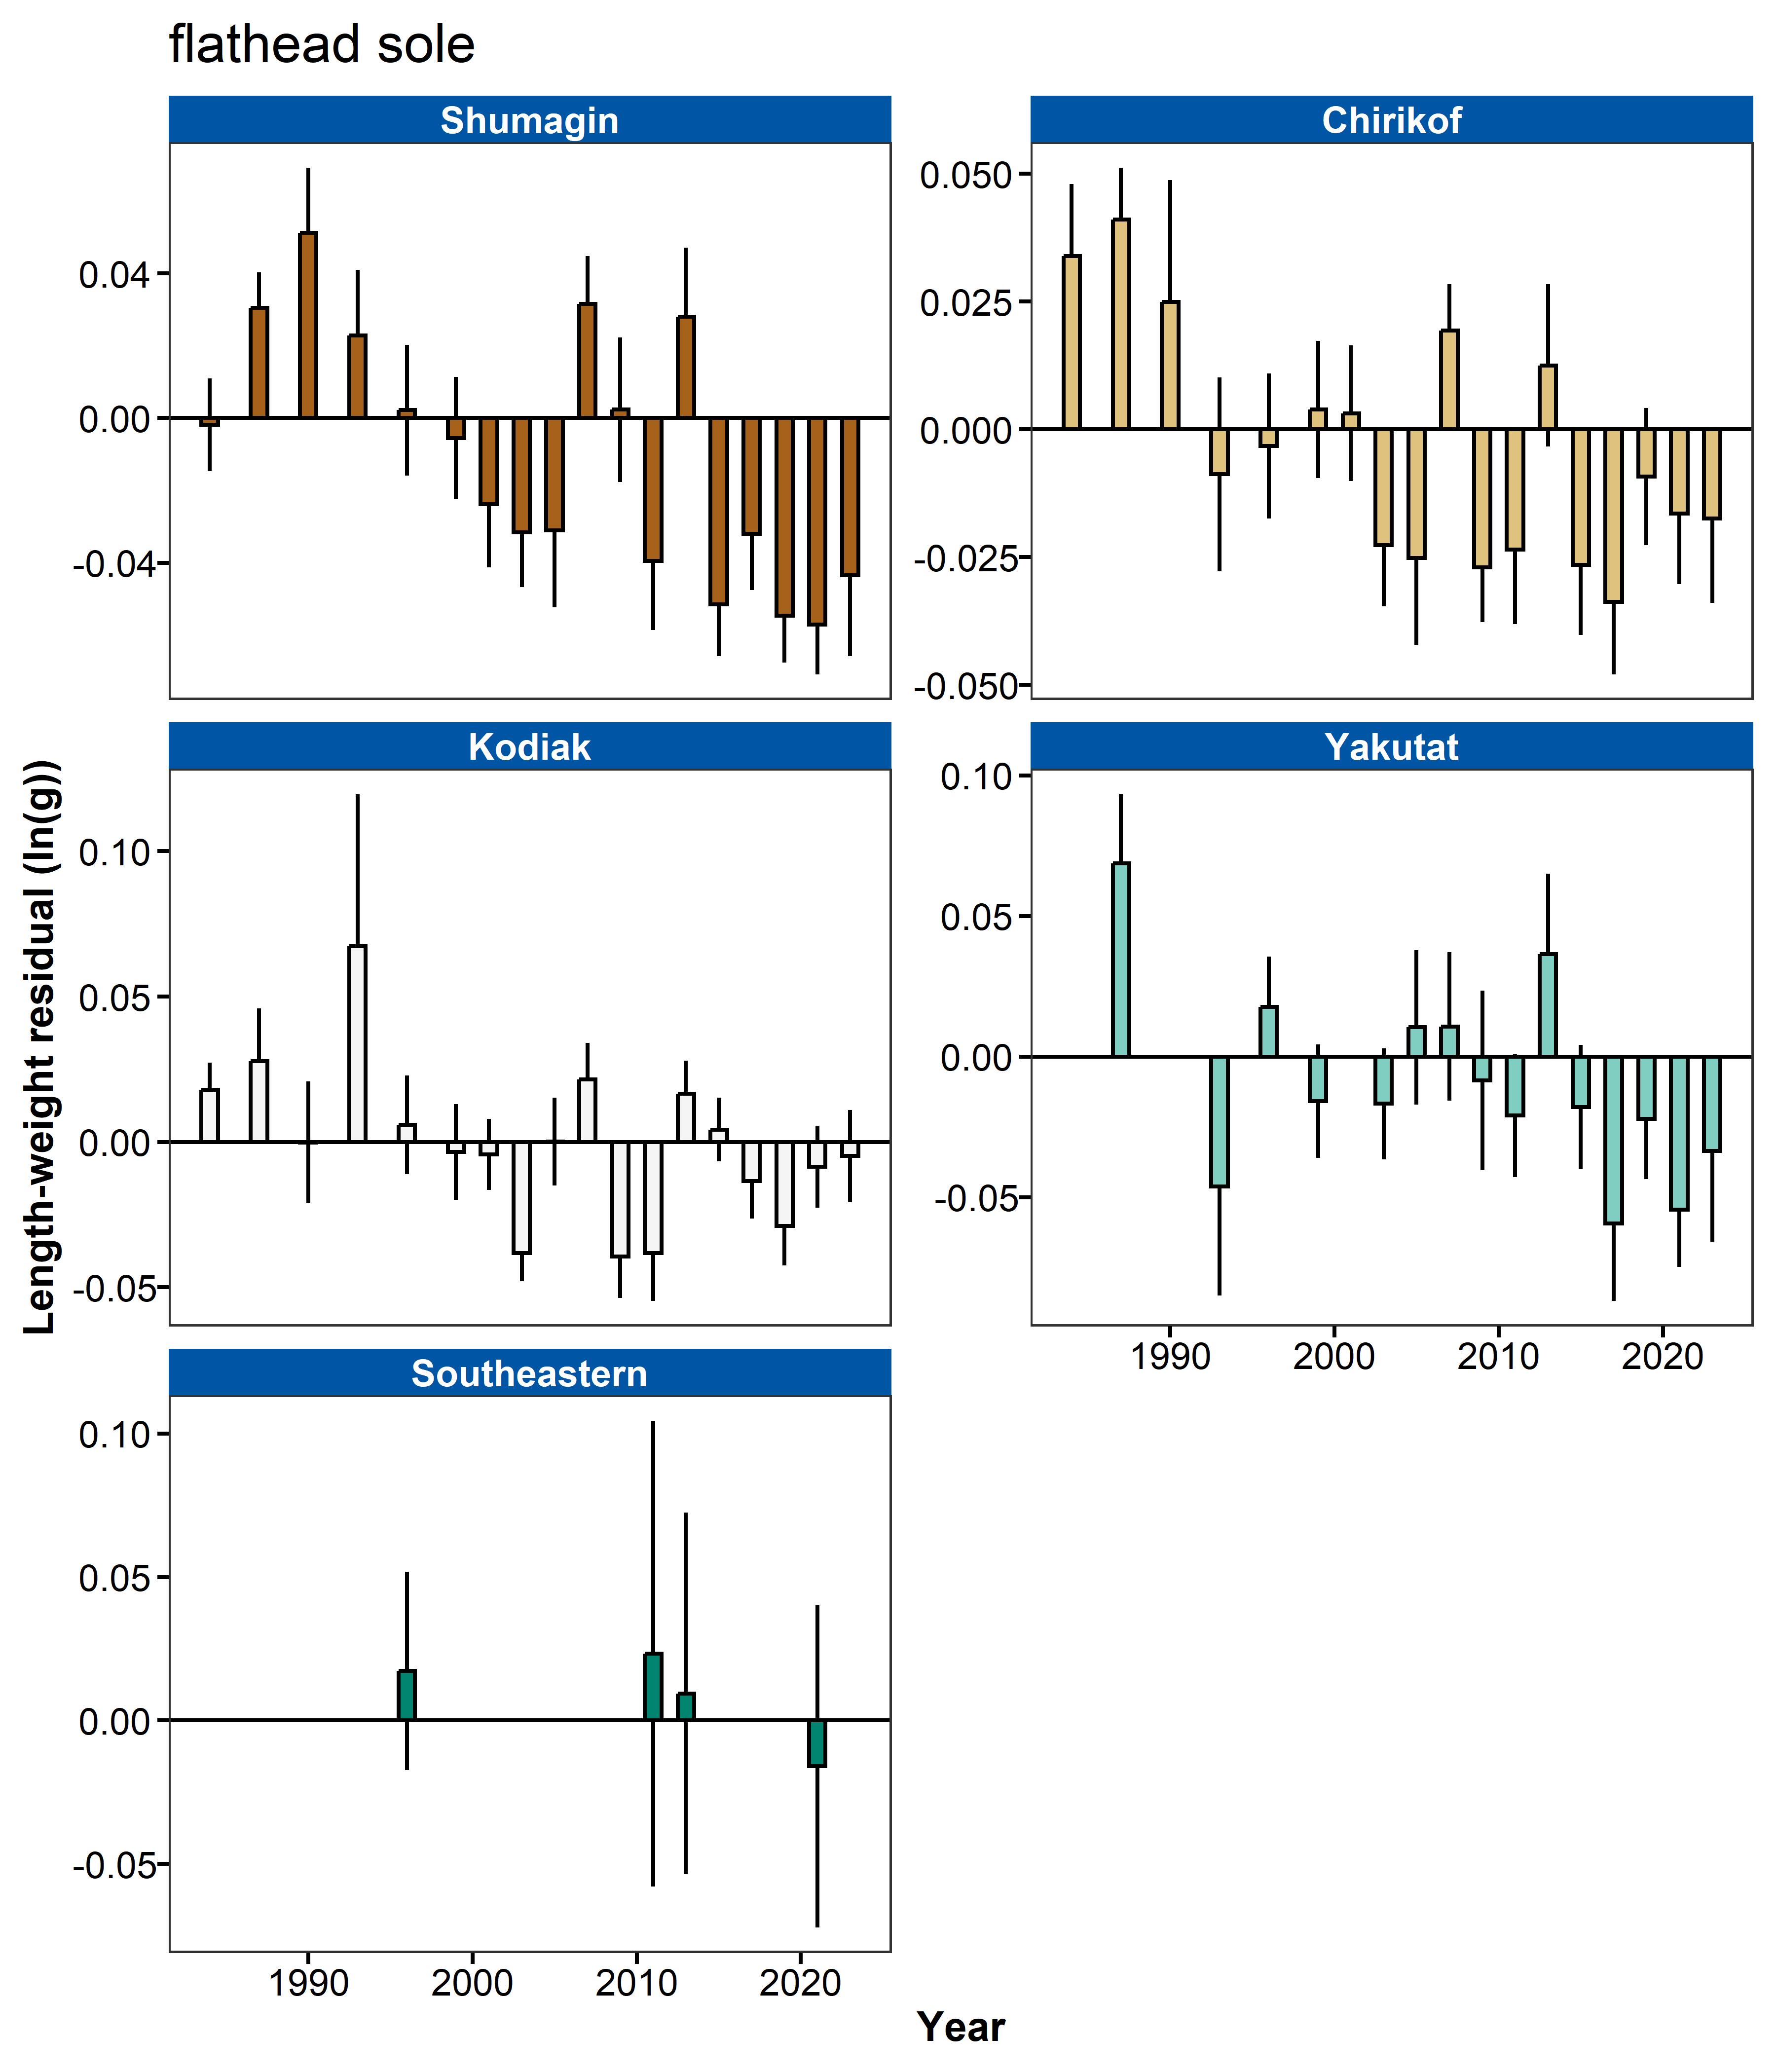 flathead sole
Shumagin
0.04
0.00
-0.04
Chirikof
0.050
0.025
0.000
-0.025
-0.050
Length-weight residual (ln(g))
Kodiak
0.10
0.05
0.00
-0.05
Yakutat
0.10
0.05
0.00
-0.05
1990 2000 2010 2020
Southeastern
0.10
0.05
0.00
-0.05
1990 2000 2010 2020
Year